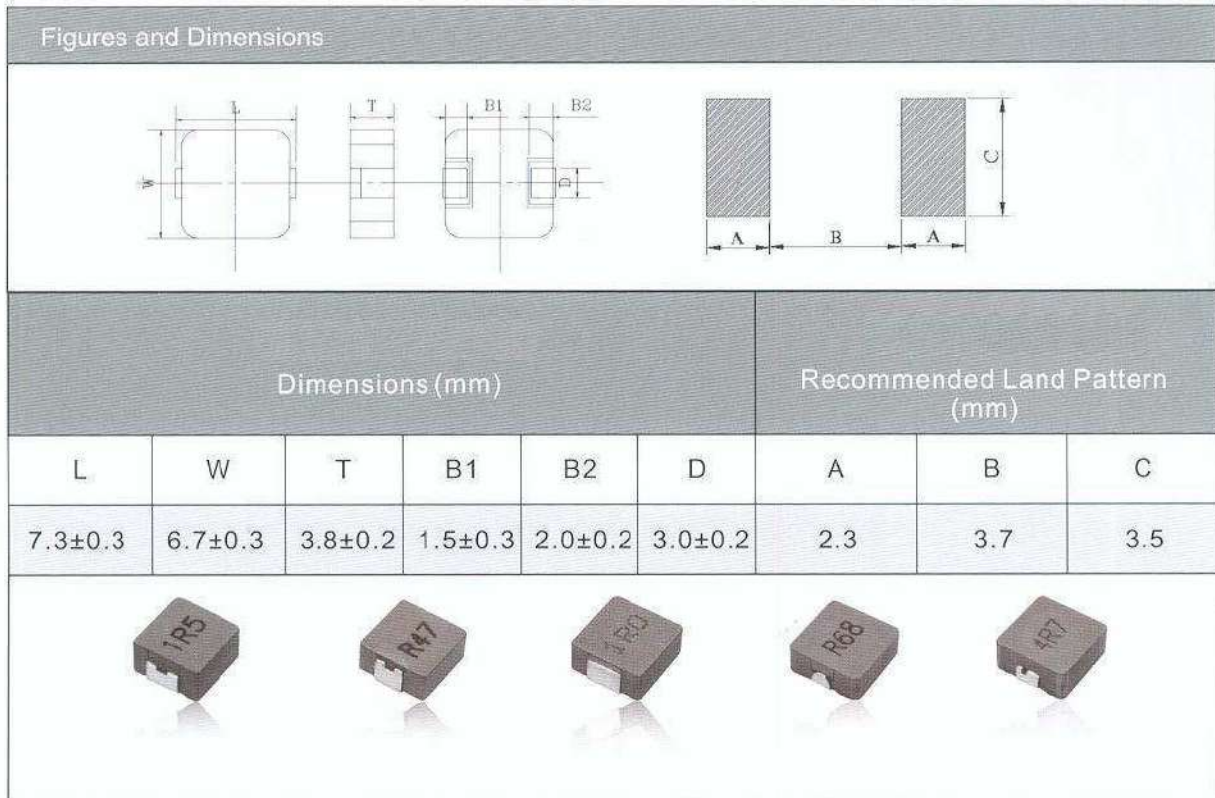 Figures and Dimensions
L
T
B1
B2
W
D
C
A
B
A
Dimensions(mm)
Recommended Land Pattern
(mm)
L W T B1 B2 D A B C
7.3±0.3 6.7±0.3 3.8±0.2 1.5±0.3 2.0±0.2 3.0±0.2 2.3 3.7 3.5
1R5
R47
1R0
R68
4R7